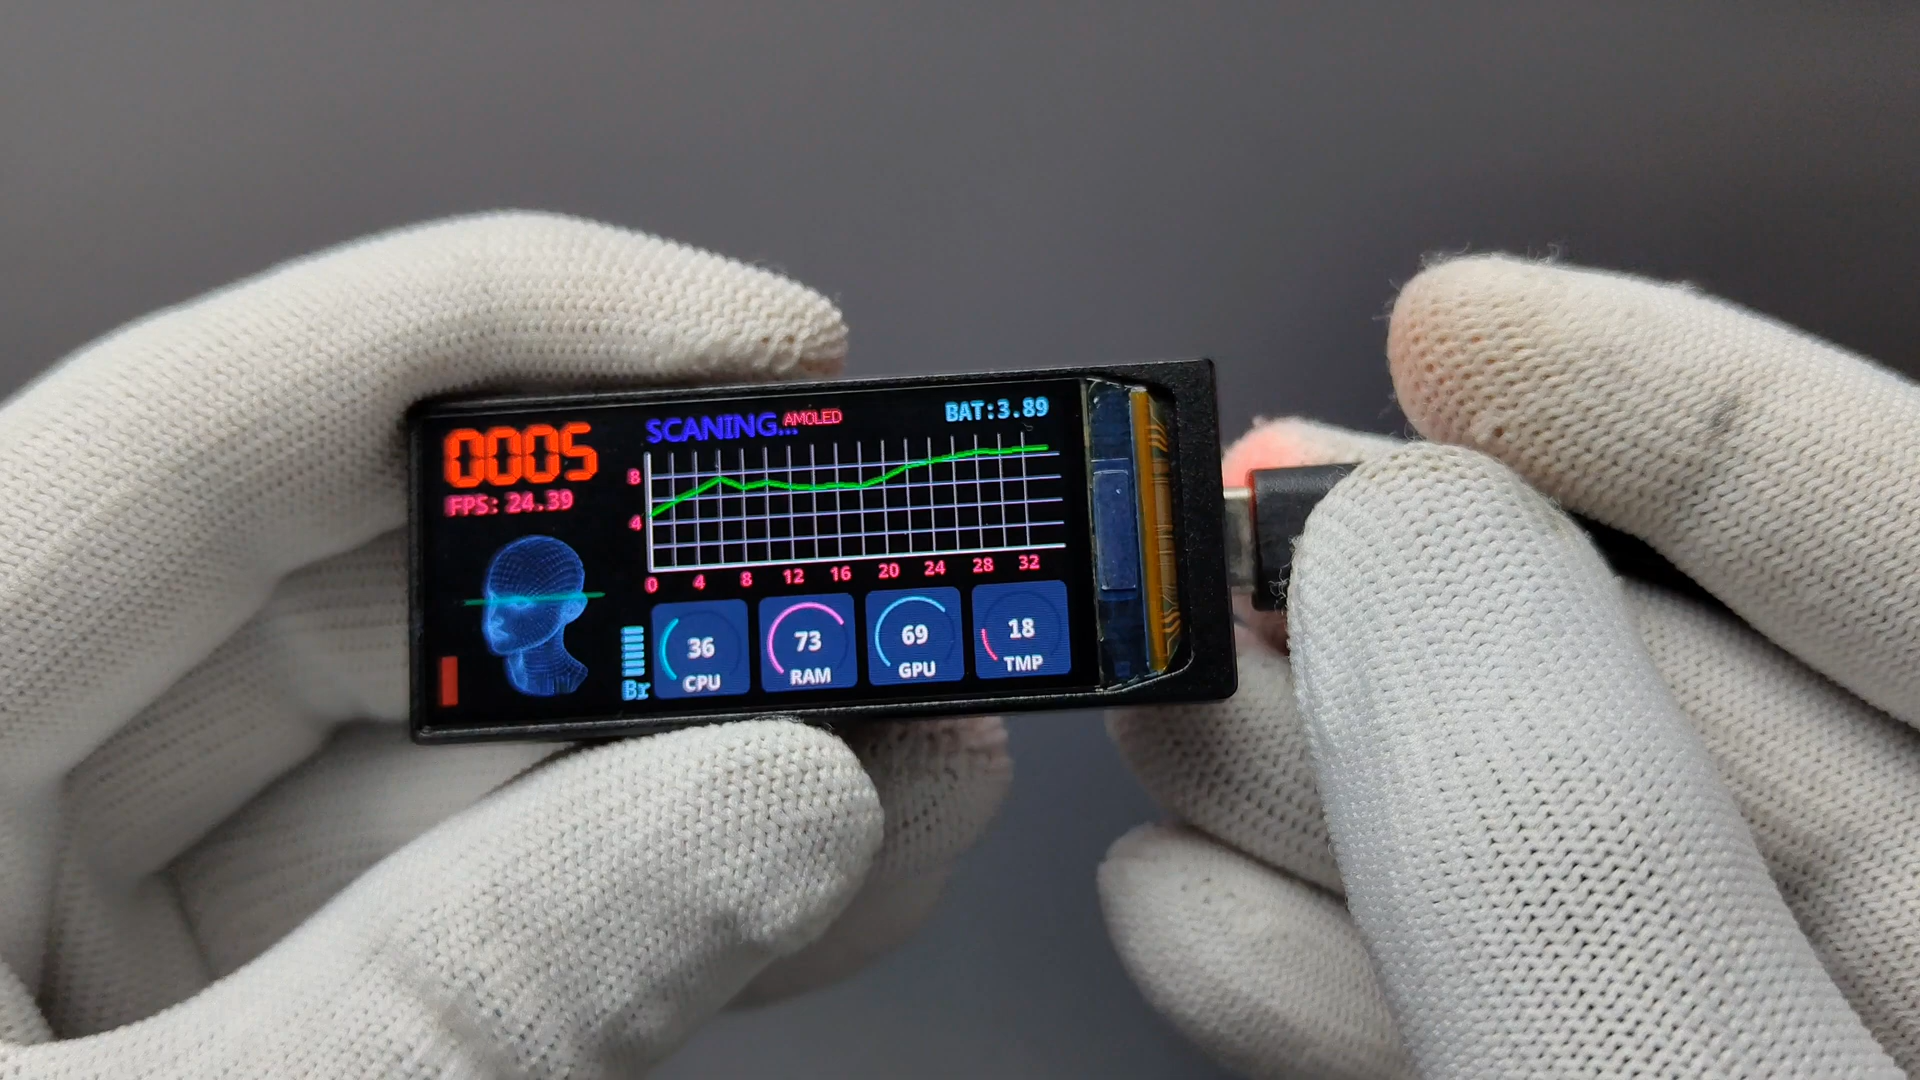 0005
FPS: 24.39
SCANING...
AMOLED
BAT:3.89
8
4
0 4 8 12 16 20 24 28 32
Br
36
CPU
73
RAM
69
GPU
18
TMP